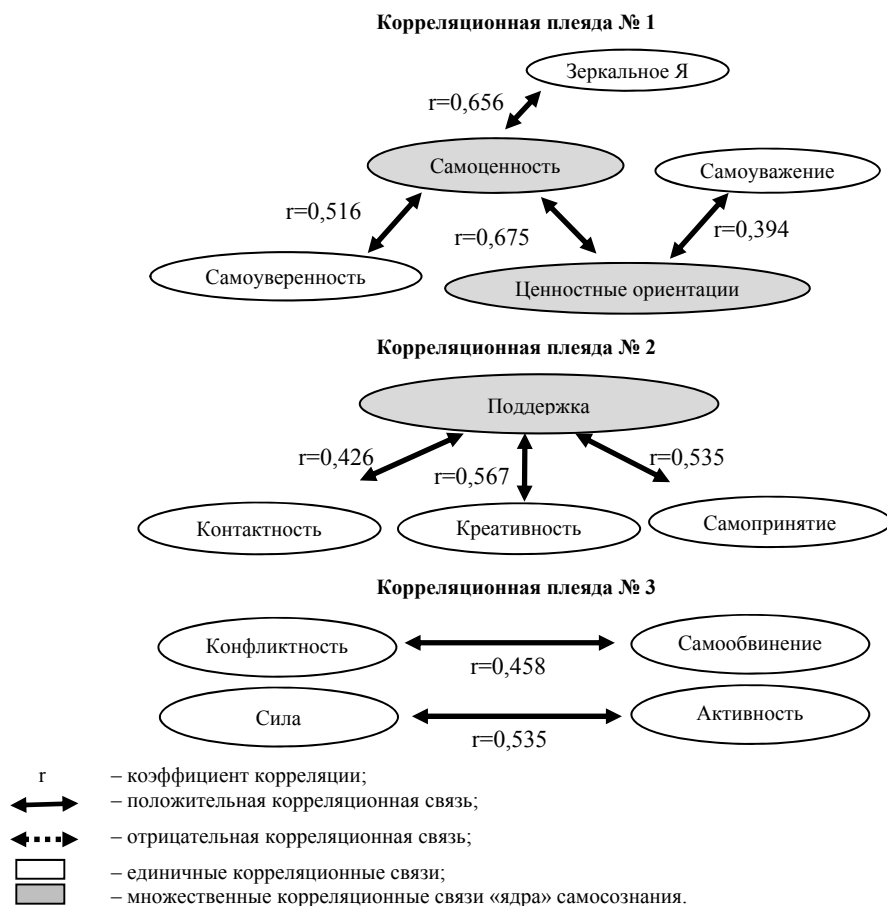 Корреляционная плеяда № 1
Зеркальное Я
r=0,656
Самоценность
Самоуважение
r=0,516
r=0,675
r=0,394
Самоуверенность
Ценностные ориентации
Корреляционная плеяда № 2
Поддержка
r=0,426
r=0,567
r=0,535
Контактность
Креативность
Самопринятие
Корреляционная плеяда № 3
Конфликтность
Самообвинение
r=0,458
Сила
Активность
r=0,535
r – коэффициент корреляции;
– положительная корреляционная связь;
– отрицательная корреляционная связь;
– единичные корреляционные связи;
– множественные корреляционные связи «ядра» самосознания.